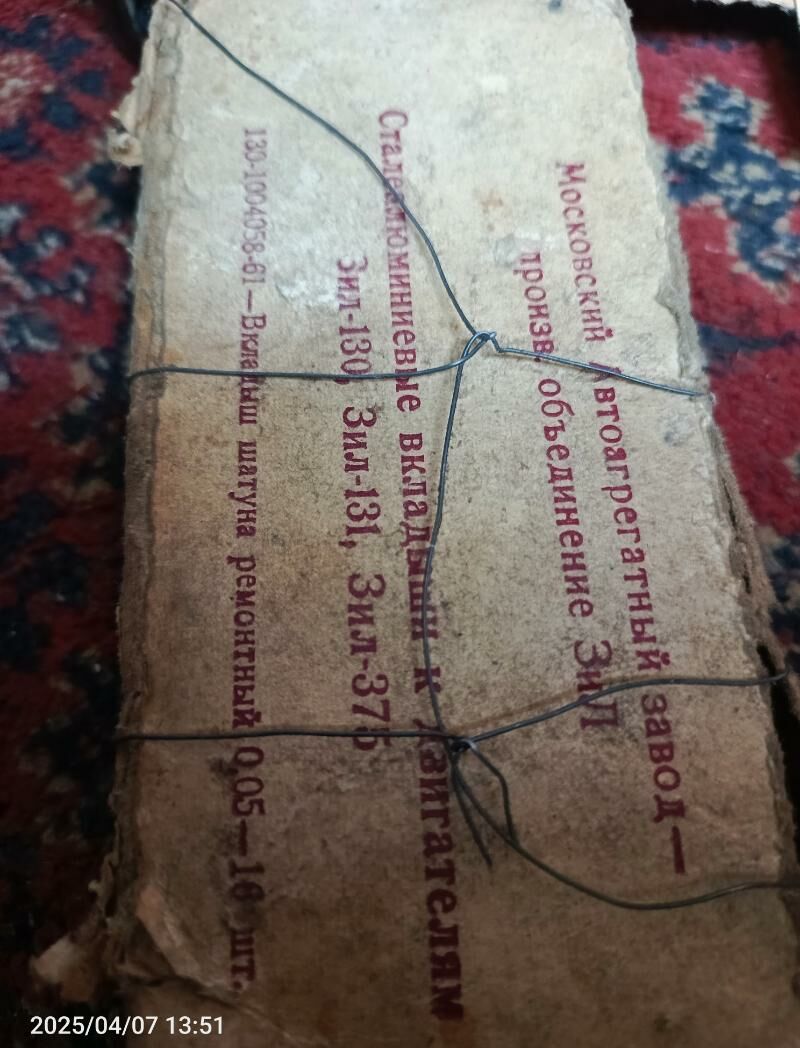 Московский Автоагрегатный завод—
произв. объединение ЗиЛ
Сталеалюминиевые вкладыши к двигателям
Зил-130, Зил-131, Зил-375
130-1004058-61—Вкладыш шатуна ремонтный 0,05—16 шт.
2025/04/07 13:51